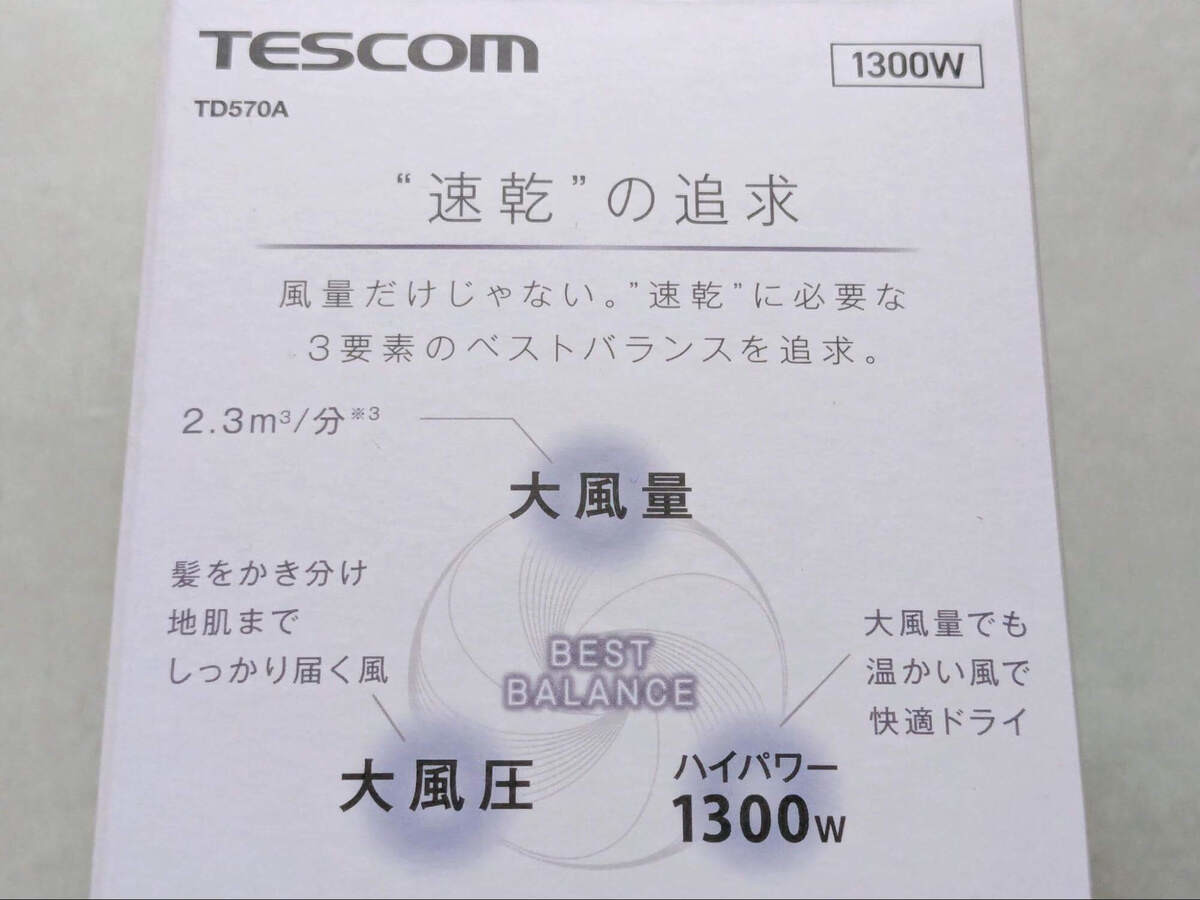 TESCOM
1300W
TD570A
“速乾”の追求
風量だけじゃない。”速乾”に必要な
3要素のベストバランスを追求。
2.3m³/分※3
大風量
髪をかき分け
地肌まで
しっかり届く風
BEST
BALANCE
大風量でも
温かい風で
快適ドライ
大風圧
ハイパワー
1300W